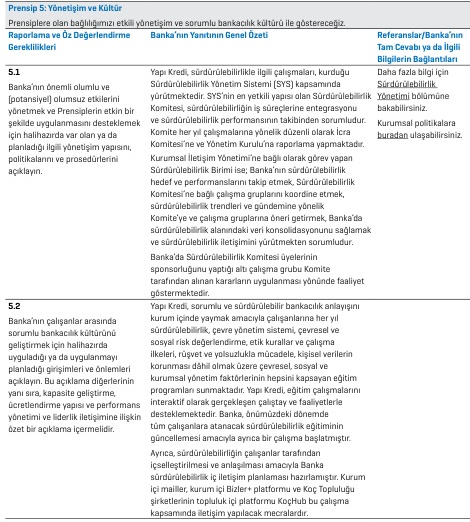 Prensip 5: Yönetişim ve Kültür
Prensiplere olan bağlılığımızı etkili yönetişim ve sorumlu bankacılık kültürü ile göstereceğiz.
Raporlama ve Öz Değerlendirme
Gereklilikleri
Banka'nın Yanıtının Genel Özeti
Referanslar/Banka'nın
Tam Cevabı ya da İlgili
Bilgilerin Bağlantıları
5.1
Banka'nın önemli olumlu ve
(potansiyel) olumsuz etkilerini
yönetmek ve Prensiplerin etkin bir
şekilde uygulanmasını desteklemek
için halihazırda var olan ya da
planladığı ilgili yönetişim yapısını,
politikalarını ve prosedürlerini
açıklayın.
Yapı Kredi, sürdürülebilirlikle ilgili çalışmaları, kurduğu
Sürdürülebilirlik Yönetim Sistemi (SYS) kapsamında
yürütmektedir. SYS'nin en yetkili yapısı olan Sürdürülebilirlik
Komitesi, sürdürülebilirliğin iş süreçlerine entegrasyonu
ve sürdürülebilirlik performansının takibinden sorumludur.
Komite her yıl çalışmalarına yönelik düzenli olarak İcra
Komitesi'ne ve Yönetim Kurulu'na raporlama yapmaktadır.
Kurumsal İletişim Yönetimi'ne bağlı olarak görev yapan
Sürdürülebilirlik Birimi ise; Banka'nın sürdürülebilirlik
hedef ve performanslarını takip etmek, Sürdürülebilirlik
Komitesi'ne bağlı çalışma gruplarını koordine etmek,
sürdürülebilirlik trendleri ve gündemine yönelik
Komite'ye ve çalışma gruplarına öneri getirmek, Banka'da
sürdürülebilirlik alanındaki veri konsolidasyonunu sağlamak
ve sürdürülebilirlik iletişimini yürütmekten sorumludur.
Banka'da Sürdürülebilirlik Komitesi üyelerinin
sponsorluğunu yaptığı altı çalışma grubu Komite
tarafından alınan kararların uygulanması yönünde faaliyet
göstermektedir.
Daha fazla bilgi için
Sürdürülebilirlik
Yönetimi bölümüne
bakabilirsiniz.
Kurumsal politikalara
buradan ulaşabilirsiniz.
5.2
Banka'nın çalışanlar arasında
sorumlu bankacılık kültürünü
geliştirmek için halihazırda
uyguladığı ya da uygulanmayı
planladığı girişimleri ve önlemleri
açıklayın. Bu açıklama diğerlerinin
yanı sıra, kapasite geliştirme,
ücretlendirme yapısı ve performans
yönetimi ve liderlik iletişimine ilişkin
özet bir açıklama içermelidir.
Yapı Kredi, sorumlu ve sürdürülebilir bankacılık anlayışını
kurum içinde yaymak amacıyla çalışanlarına her yıl
sürdürülebilirlik, çevre yönetim sistemi, çevresel ve
sosyal risk değerlendirme, etik kurallar ve çalışma
ilkeleri, rüşvet ve yolsuzlukla mücadele, kişisel verilerin
korunması dâhil olmak üzere çevresel, sosyal ve
kurumsal yönetim faktörlerinin hepsini kapsayan eğitim
programları sunmaktadır. Yapı Kredi, eğitim çalışmalarını
interaktif olarak gerçekleşen çalıştay ve faaliyetlerle
desteklemektedir. Banka, önümüzdeki dönemde
tüm çalışanlara atanacak sürdürülebilirlik eğitiminin
güncellemesi amacıyla ayrıca bir çalışma başlatmıştır.
Ayrıca, sürdürülebilirliğin çalışanlar tarafından
içselleştirilmesi ve anlaşılması amacıyla Banka
sürdürülebilirlik iç iletişim planlaması hazırlamıştır. Kurum
içi mailler, kurum içi Bizler+ platformu ve Koç Topluluğu
şirketlerinin topluluk içi platformu KoçHub bu çalışma
kapsamında iletişim yapılacak mecralardır.